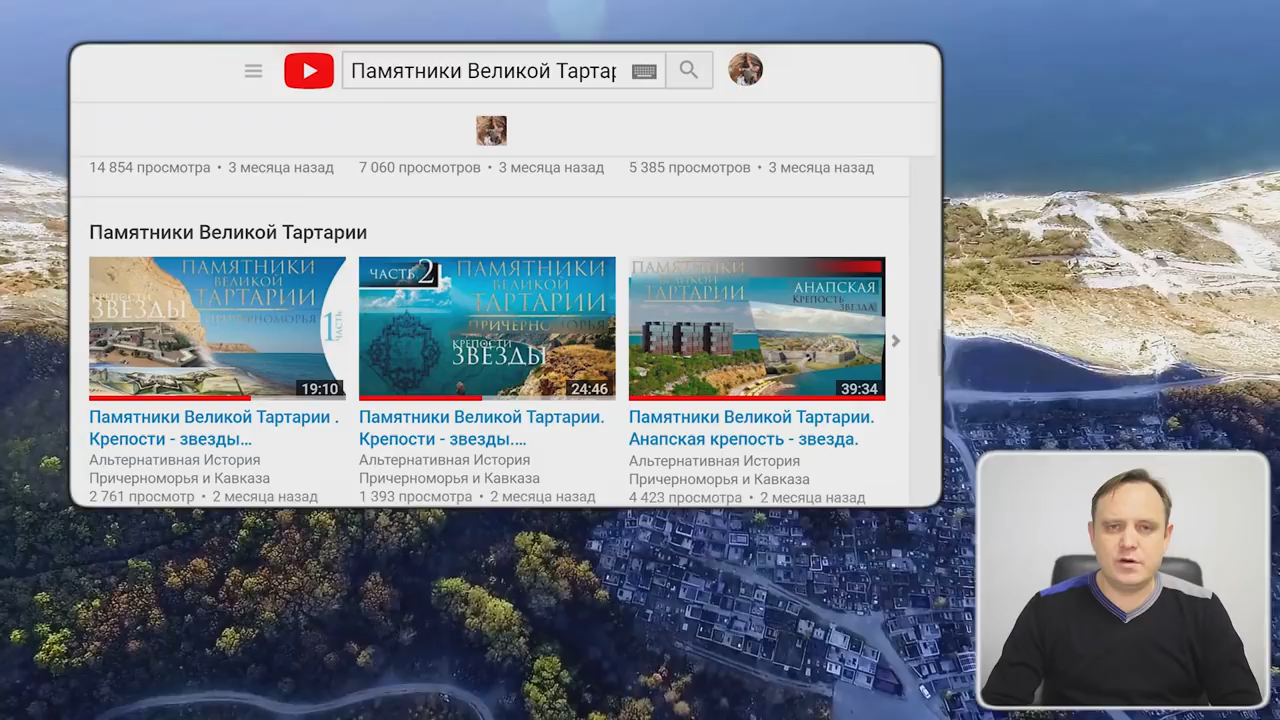 Памятники Великой Тартар
14 854 просмотра • 3 месяца назад
7 060 просмотров • 3 месяца назад
5 385 просмотров • 3 месяца назад
Памятники Великой Тартарии
ПАМЯТНИКИ
ВЕЛИКОЙ
ТАРТАРИИ
ПРИЧЕРНОМОРЬЯ
КРЕПОСТИ
ЗВЕЗДЫ
1
ЧАСТЬ
19:10
ЧАСТЬ 2
ПАМЯТНИКИ
ВЕЛИКОЙ
ТАРТАРИИ
ПРИЧЕРНОМОРЬЯ
КРЕПОСТИ
ЗВЕЗДЫ
24:46
ПАМЯТНИКИ
ВЕЛИКОЙ
ТАРТАРИИ
АНАПСКАЯ
КРЕПОСТЬ
ЗВЕЗДА
39:34
Памятники Великой Тартарии .
Крепости - звезды...
Альтернативная История
Причерноморья и Кавказа
2 761 просмотр • 2 месяца назад
Памятники Великой Тартарии.
Крепости - звезды....
Альтернативная История
Причерноморья и Кавказа
1 393 просмотра • 2 месяца назад
Памятники Великой Тартарии.
Анапская крепость - звезда.
Альтернативная История
Причерноморья и Кавказа
4 423 просмотра • 2 месяца назад